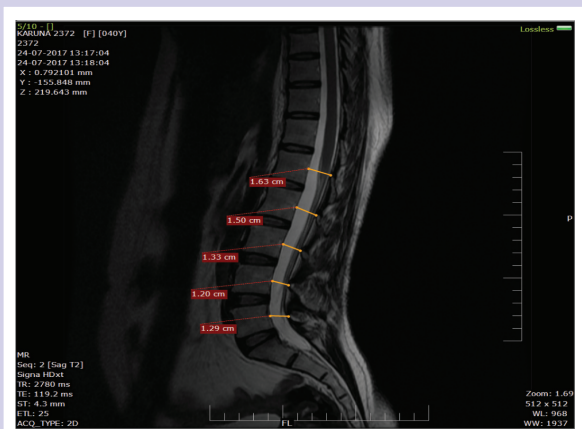 5/10 - []
KARUNA 2372 [F] [040Y]
2372
24-07-2017 13:17:04
24-07-2017 13:18:04
X : 0.792101 mm
Y : -155.848 mm
Z : 219.643 mm
Lossless
1.63 cm
1.50 cm
P
1.33 cm
1.20 cm
1.29 cm
MR
Seq: 2 [Sag T2]
Signa HDxt
TR: 2780 ms
TE: 119.2 ms
ST: 4.3 mm
ETL: 25
ACQ_TYPE: 2D
FL
Zoom: 1.69
512 x 512
WL: 968
WW: 1937